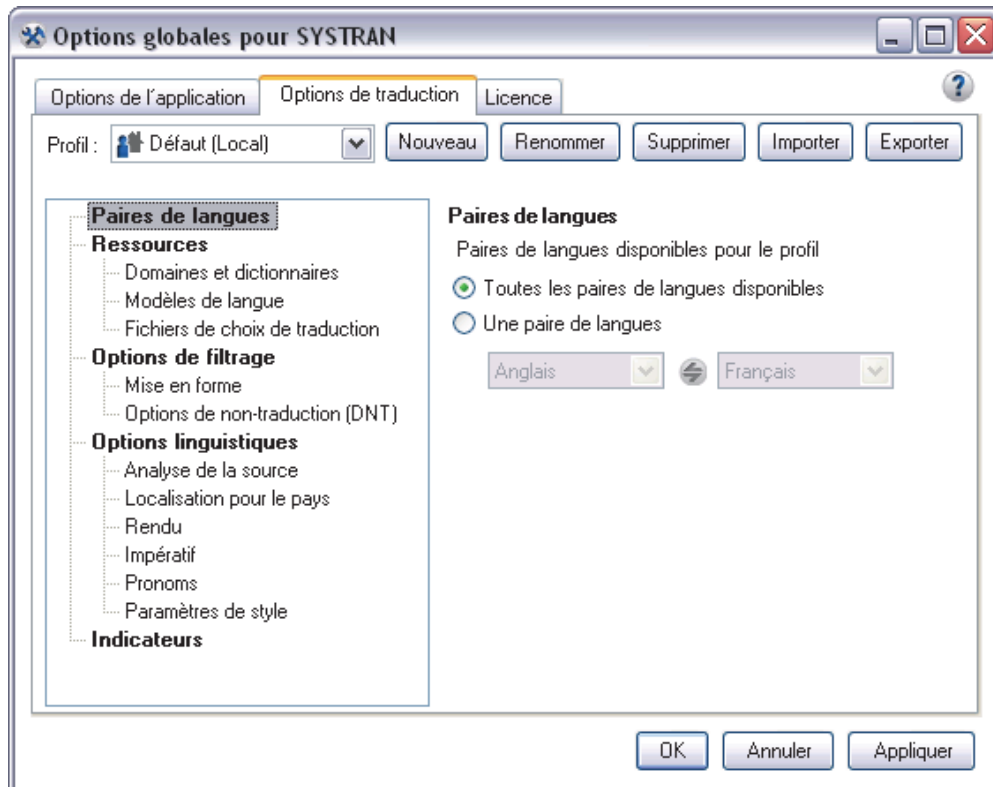 Options globales pour SYSTRAN
Options de l'application Options de traduction Licence
Profil : Défaut (Local) Nouveau Renommer Supprimer Importer Exporter
Paires de langues
Ressources
Domaines et dictionnaires
Modèles de langue
Fichiers de choix de traduction
Options de filtrage
Mise en forme
Options de non-traduction (DNT)
Options linguistiques
Analyse de la source
Localisation pour le pays
Rendu
Impératif
Pronoms
Paramètres de style
Indicateurs
Paires de langues
Paires de langues disponibles pour le profil
Toutes les paires de langues disponibles
Une paire de langues
Anglais Français
OK Annuler Appliquer